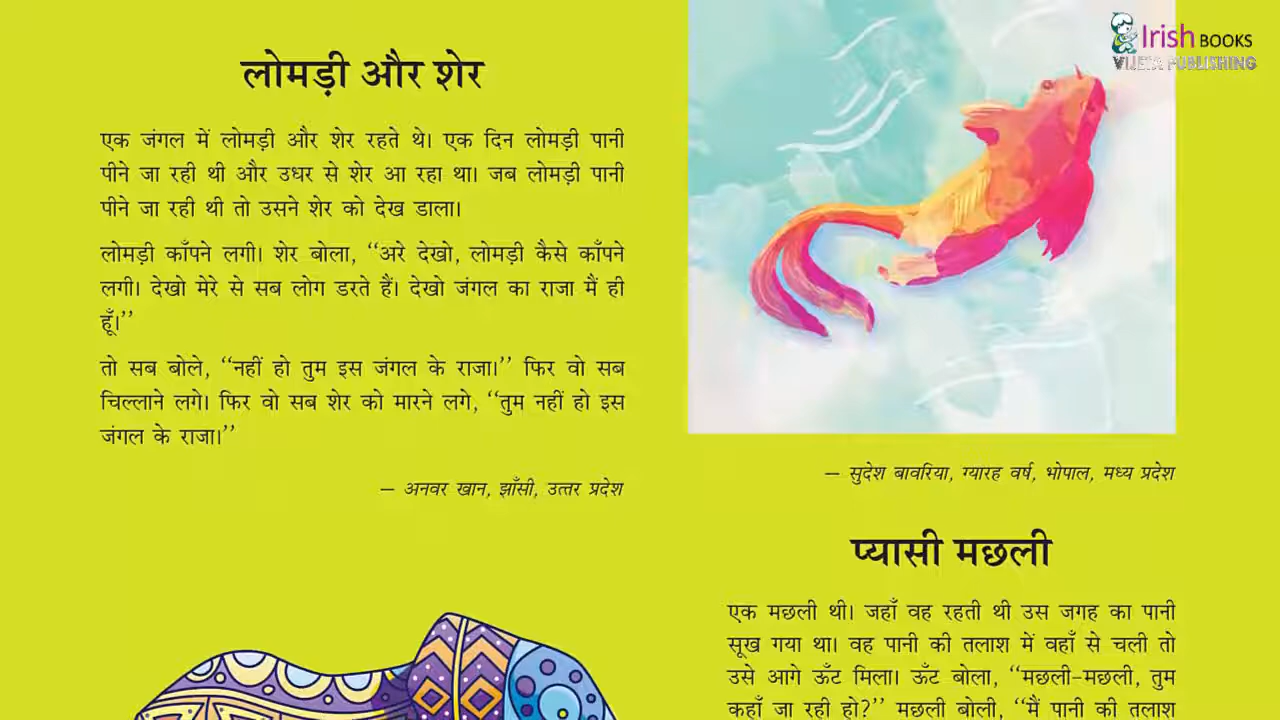 लोमड़ी और शेर
एक जंगल में लोमड़ी और शेर रहते थे। एक दिन लोमड़ी पानी
पीने जा रही थी और उधर से शेर आ रहा था। जब लोमड़ी पानी
पीने जा रही थी तो उसने शेर को देख डाला।
लोमड़ी काँपने लगी। शेर बोला, ‘‘अरे देखो, लोमड़ी कैसे काँपने
लगी। देखो मेरे से सब लोग डरते हैं। देखो जंगल का राजा मैं ही
हूँ।’’
तो सब बोले, ‘‘नहीं हो तुम इस जंगल के राजा।’’ फिर वो सब
चिल्लाने लगे। फिर वो सब शेर को मारने लगे, ‘‘तुम नहीं हो इस
जंगल के राजा।’’
– अनवर खान, झाँसी, उत्तर प्रदेश
Irish BOOKS
VIJETA PUBLISHING
– सुदेश बावरिया, ग्यारह वर्ष, भोपाल, मध्य प्रदेश
प्यासी मछली
एक मछली थी। जहाँ वह रहती थी उस जगह का पानी
सूख गया था। वह पानी की तलाश में वहाँ से चली तो
उसे आगे ऊँट मिला। ऊँट बोला, ‘‘मछली-मछली, तुम
कहाँ जा रही हो?’’ मछली बोली, ‘‘मैं पानी की तलाश